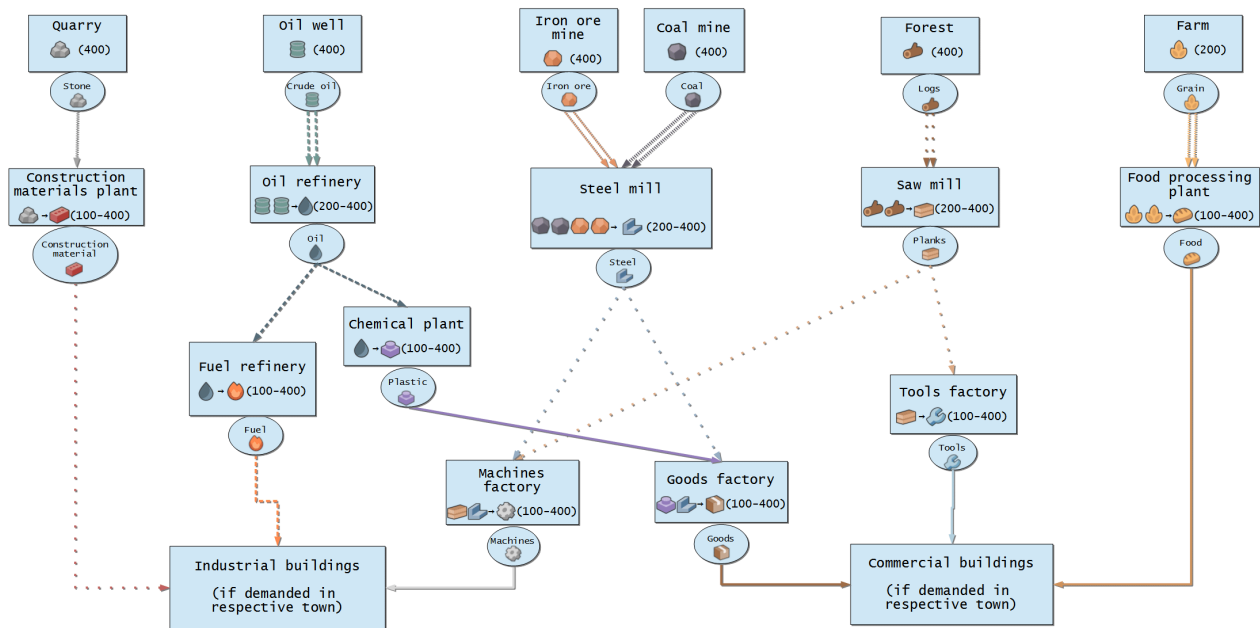 Quarry
(400)
Oil well
(400)
Iron ore
mine
(400)
Coal mine
(400)
Forest
(400)
Farm
(200)
Stone
Crude oil
Iron ore
Coal
Logs
Grain
Construction
materials plant
(100-400)
Oil refinery
(200-400)
Steel mill
(200-400)
Saw mill
(200-400)
Food processing
plant
(100-400)
Construction
material
Oil
Steel
Planks
Food
Chemical plant
(100-400)
Fuel refinery
(100-400)
Plastic
Tools factory
(100-400)
Fuel
Tools
Machines
factory
(100-400)
Goods factory
(100-400)
Machines
Goods
Industrial buildings
(if demanded in
respective town)
Commercial buildings
(if demanded in
respective town)